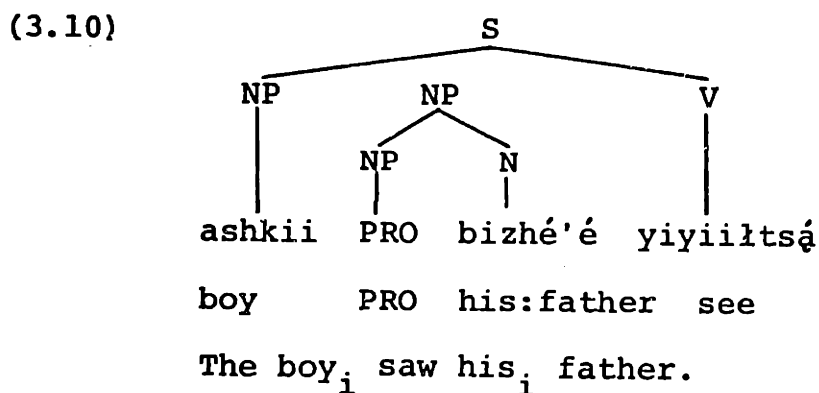 (3.10) S
NP NP V
NP N
ashkii PRO bizhé'é yiyiiłtsą́
boy PRO his:father see
The boyᵢ saw hisᵢ father.